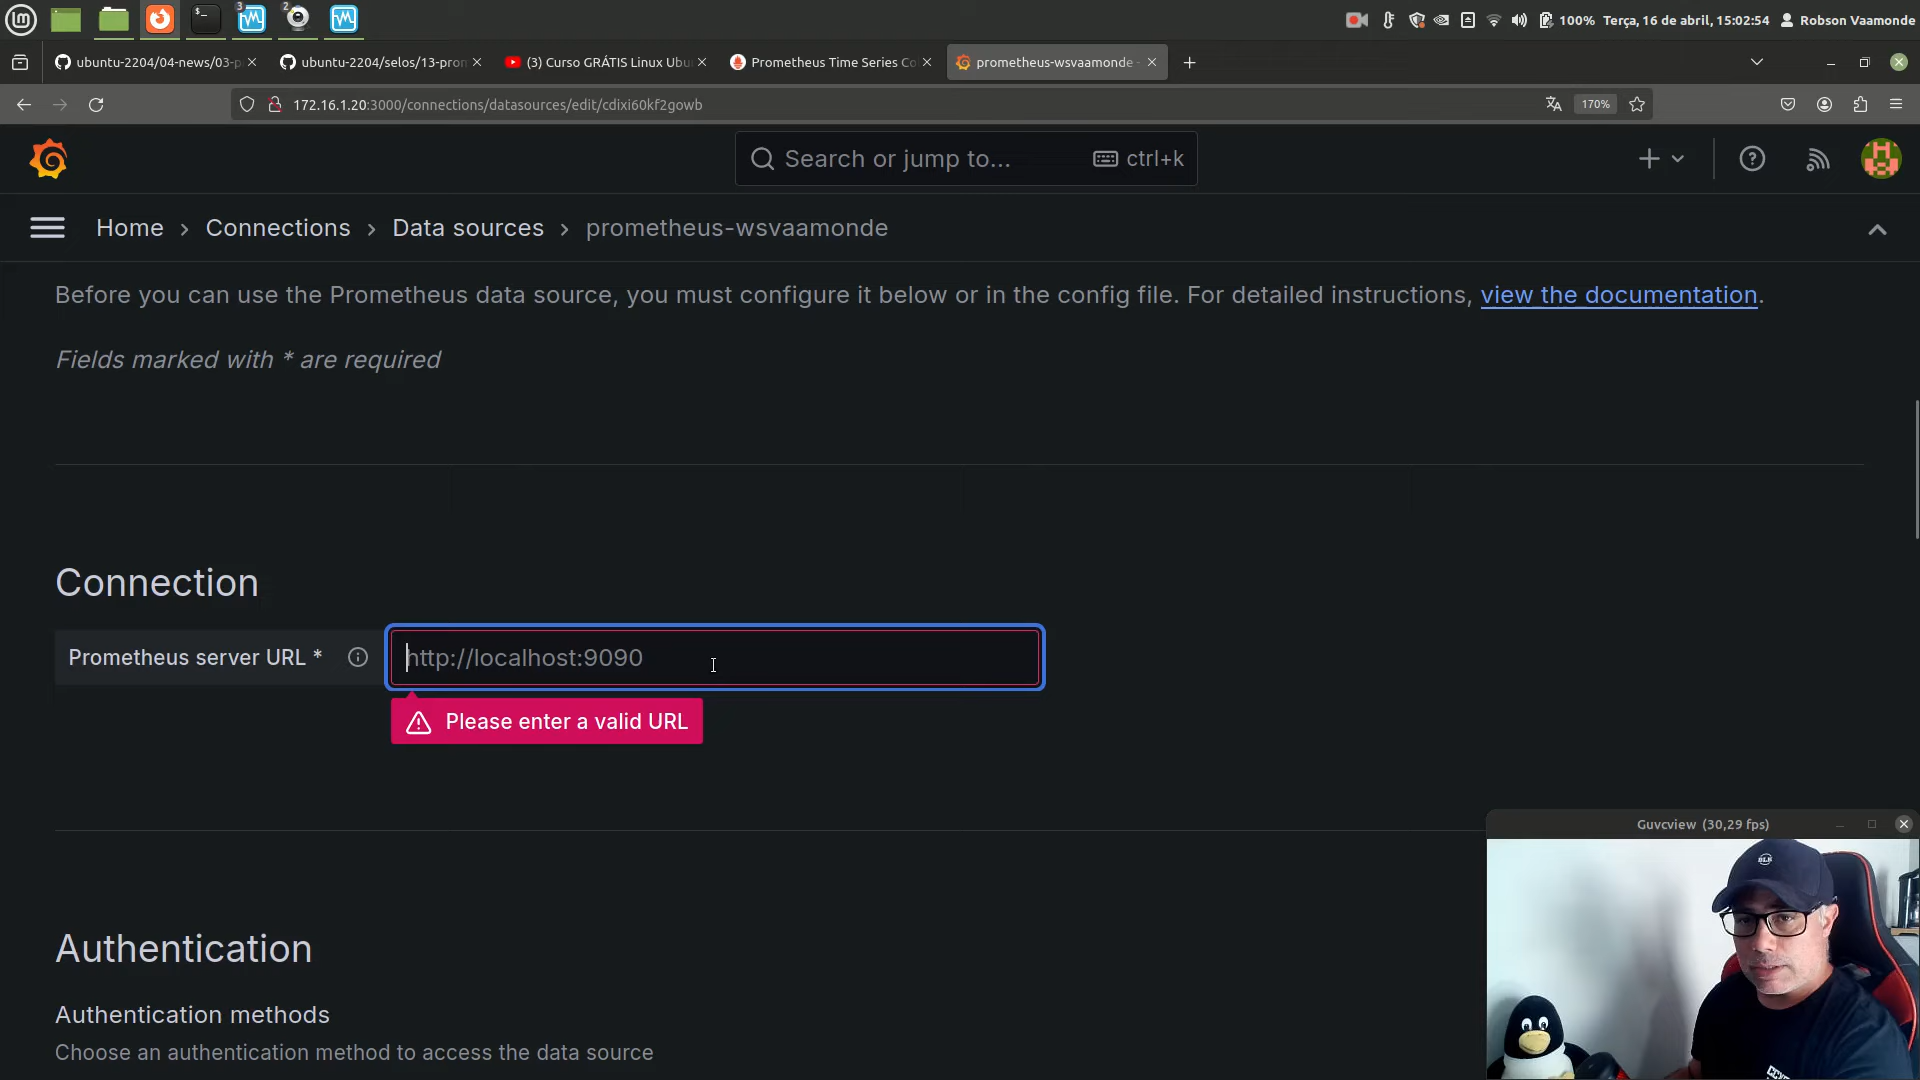 3
2
100%
Terça, 16 de abril, 15:02:54
Robson Vaamonde
ubuntu-2204/04-news/03-p
ubuntu-2204/selos/13-pron
(3) Curso GRÁTIS Linux Ubu
Prometheus Time Series Co
prometheus-wsvaamonde -
172.16.1.20:3000/connections/datasources/edit/cdixi60kf2gowb
170%
Search or jump to...
ctrl+k
Home › Connections › Data sources › prometheus-wsvaamonde
Before you can use the Prometheus data source, you must configure it below or in the config file. For detailed instructions, view the documentation.
Fields marked with * are required
Connection
Prometheus server URL *
http://localhost:9090
Please enter a valid URL
Guvcview (30,29 fps)
Authentication
Authentication methods
Choose an authentication method to access the data source